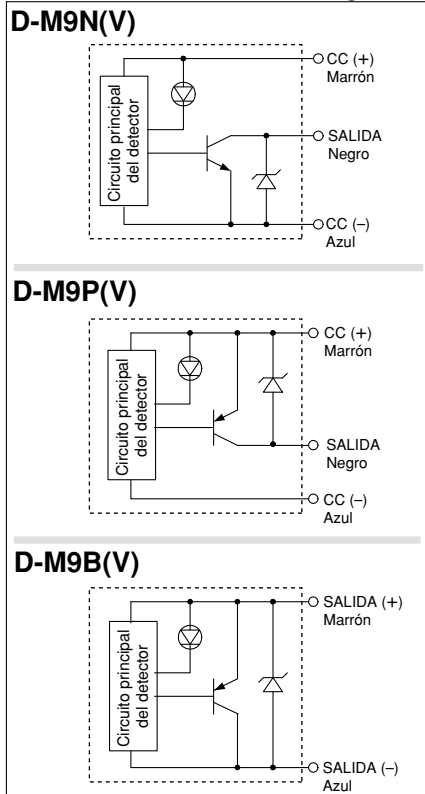 D-M9N(V)
CC (+)
Marrón
Circuito principal
del detector
SALIDA
Negro
CC (–)
Azul
D-M9P(V)
CC (+)
Marrón
Circuito principal
del detector
SALIDA
Negro
CC (–)
Azul
D-M9B(V)
SALIDA (+)
Marrón
Circuito principal
del detector
SALIDA (–)
Azul